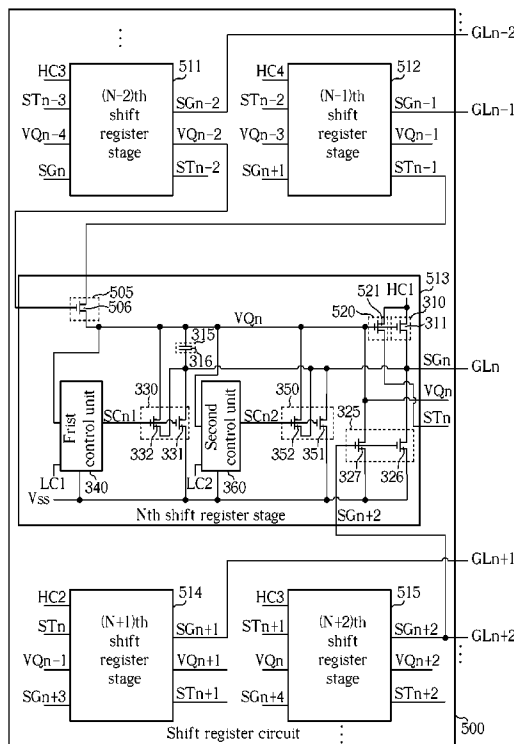 GLn-2
511
HC3
STn-3
VQn-4
SGn
(N-2)th
shift
register
stage
SGn-2
VQn-2
STn-2
512
HC4
STn-2
VQn-3
SGn+1
(N-1)th
shift
register
stage
SGn-1
VQn-1
STn-1
GLn-1
505
506
513
HC1
521
520
310
311
VQn
315
316
SGn
GLn
VQn
STn
330
SCn1
332
331
Frist
control unit
340
LC1
350
SCn2
352
351
Second
control unit
360
LC2
325
327
326
Vss
Nth shift register stage
SGn+2
GLn+1
514
HC2
STn
VQn-1
SGn+3
(N+1)th
shift
register
stage
SGn+1
VQn+1
STn+1
515
HC3
STn+1
VQn
SGn+4
(N+2)th
shift
register
stage
SGn+2
VQn+2
STn+2
GLn+2
Shift register circuit
500